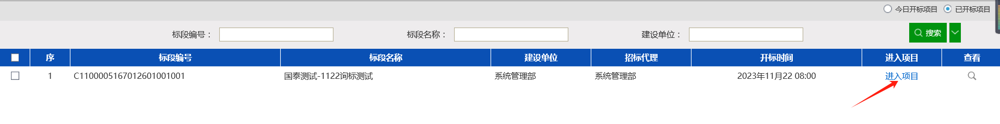 今日开标项目 已开标项目
标段编号： 标段名称： 建设单位： 搜索
序 标段编号 标段名称 建设单位 招标代理 开标时间 进入项目 查看
1 C1100005167012601001001 国泰测试-1122询标测试 系统管理部 系统管理部 2023年11月22 08:00 进入项目